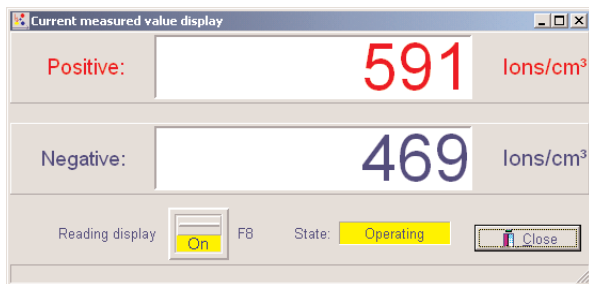 Current measured value display
Positive: 591 Ions/cm³
Negative: 469 Ions/cm³
Reading display On F8 State: Operating Close